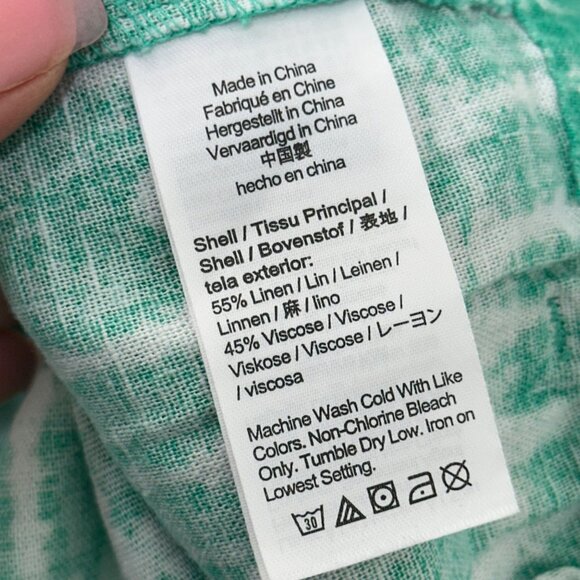 Made in China
Fabriqué en Chine
Hergestellt in China
Vervaardigd in China
中国製
hecho en china
Shell / Tissu Principal /
Shell / Bovenstof / 表地 /
tela exterior:
55% Linen / Lin / Leinen /
Linnen / 麻 / lino
45% Viscose / Viscose /
Viskose / Viscose / レーヨン
/ viscosa
Machine Wash Cold With Like
Colors. Non-Chlorine Bleach
Only. Tumble Dry Low. Iron on
Lowest Setting.
30